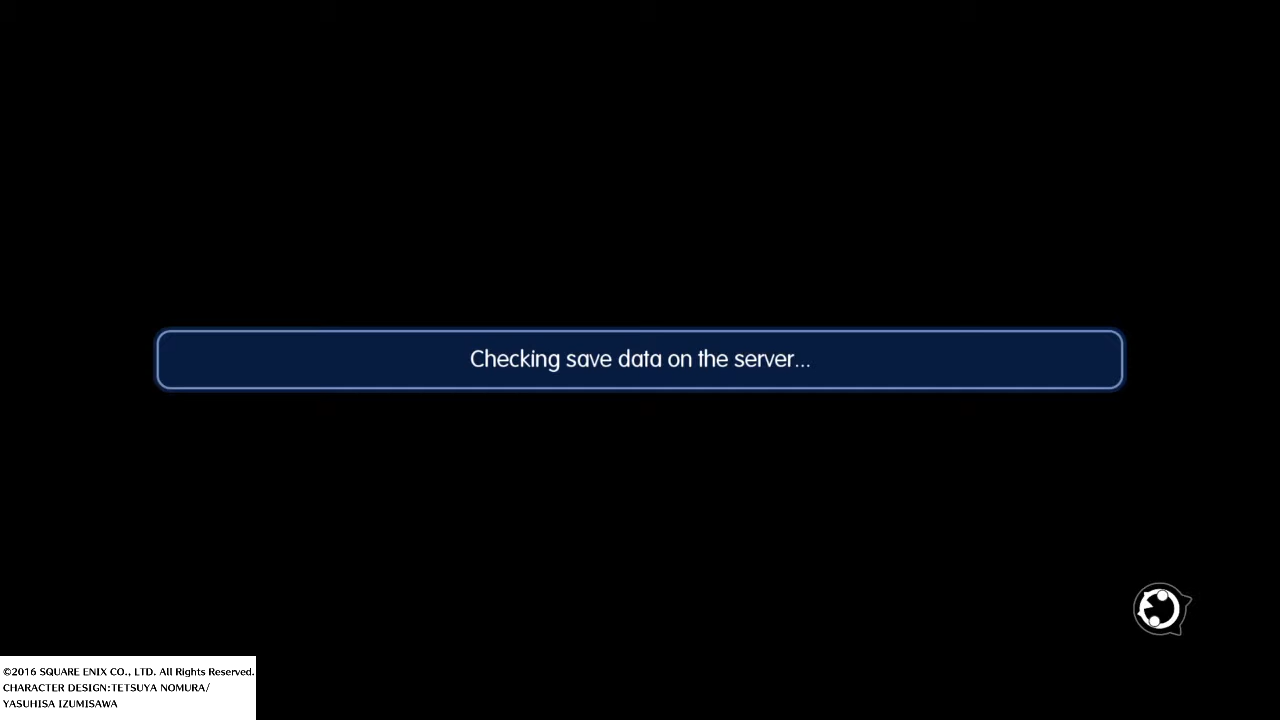 Checking save data on the server...
©2016 SQUARE ENIX CO., LTD. All Rights Reserved.
CHARACTER DESIGN:TETSUYA NOMURA/
YASUHISA IZUMISAWA